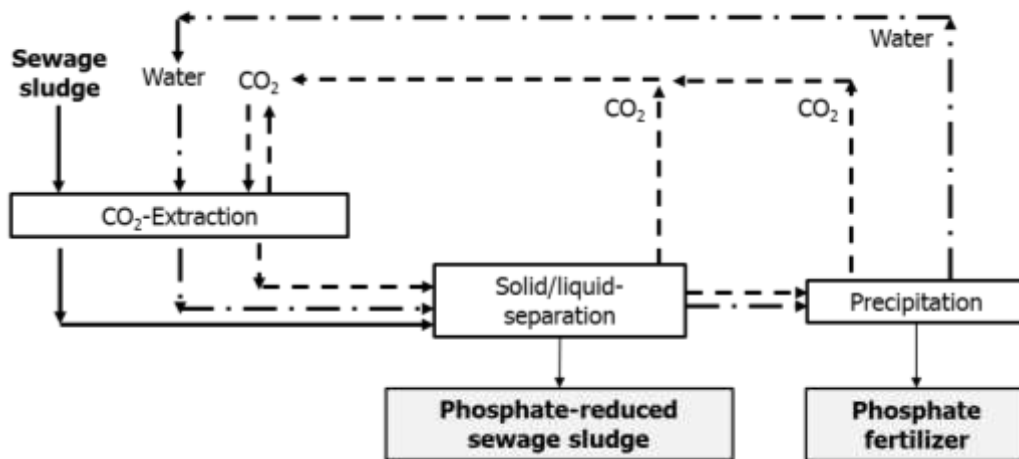 Water
Sewage
sludge
Water
CO₂
CO₂
CO₂
CO₂-Extraction
Solid/liquid-
separation
Precipitation
Phosphate-reduced
sewage sludge
Phosphate
fertilizer